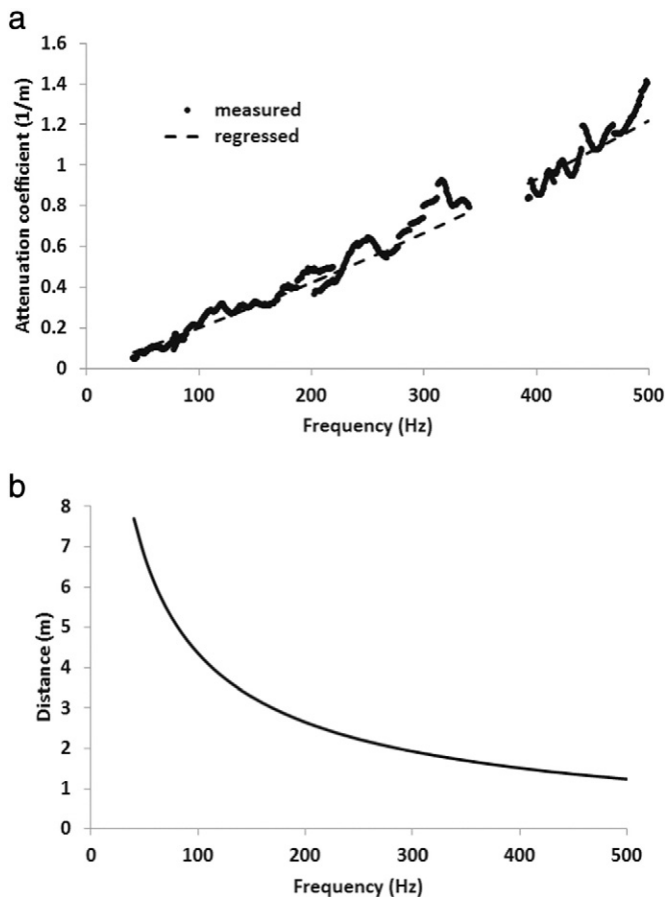 a
Attenuation coefficient (1/m)
1.6
1.4
1.2
1
0.8
0.6
0.4
0.2
0
measured
regressed
0 100 200 300 400 500
Frequency (Hz)
b
Distance (m)
8
7
6
5
4
3
2
1
0
0 100 200 300 400 500
Frequency (Hz)